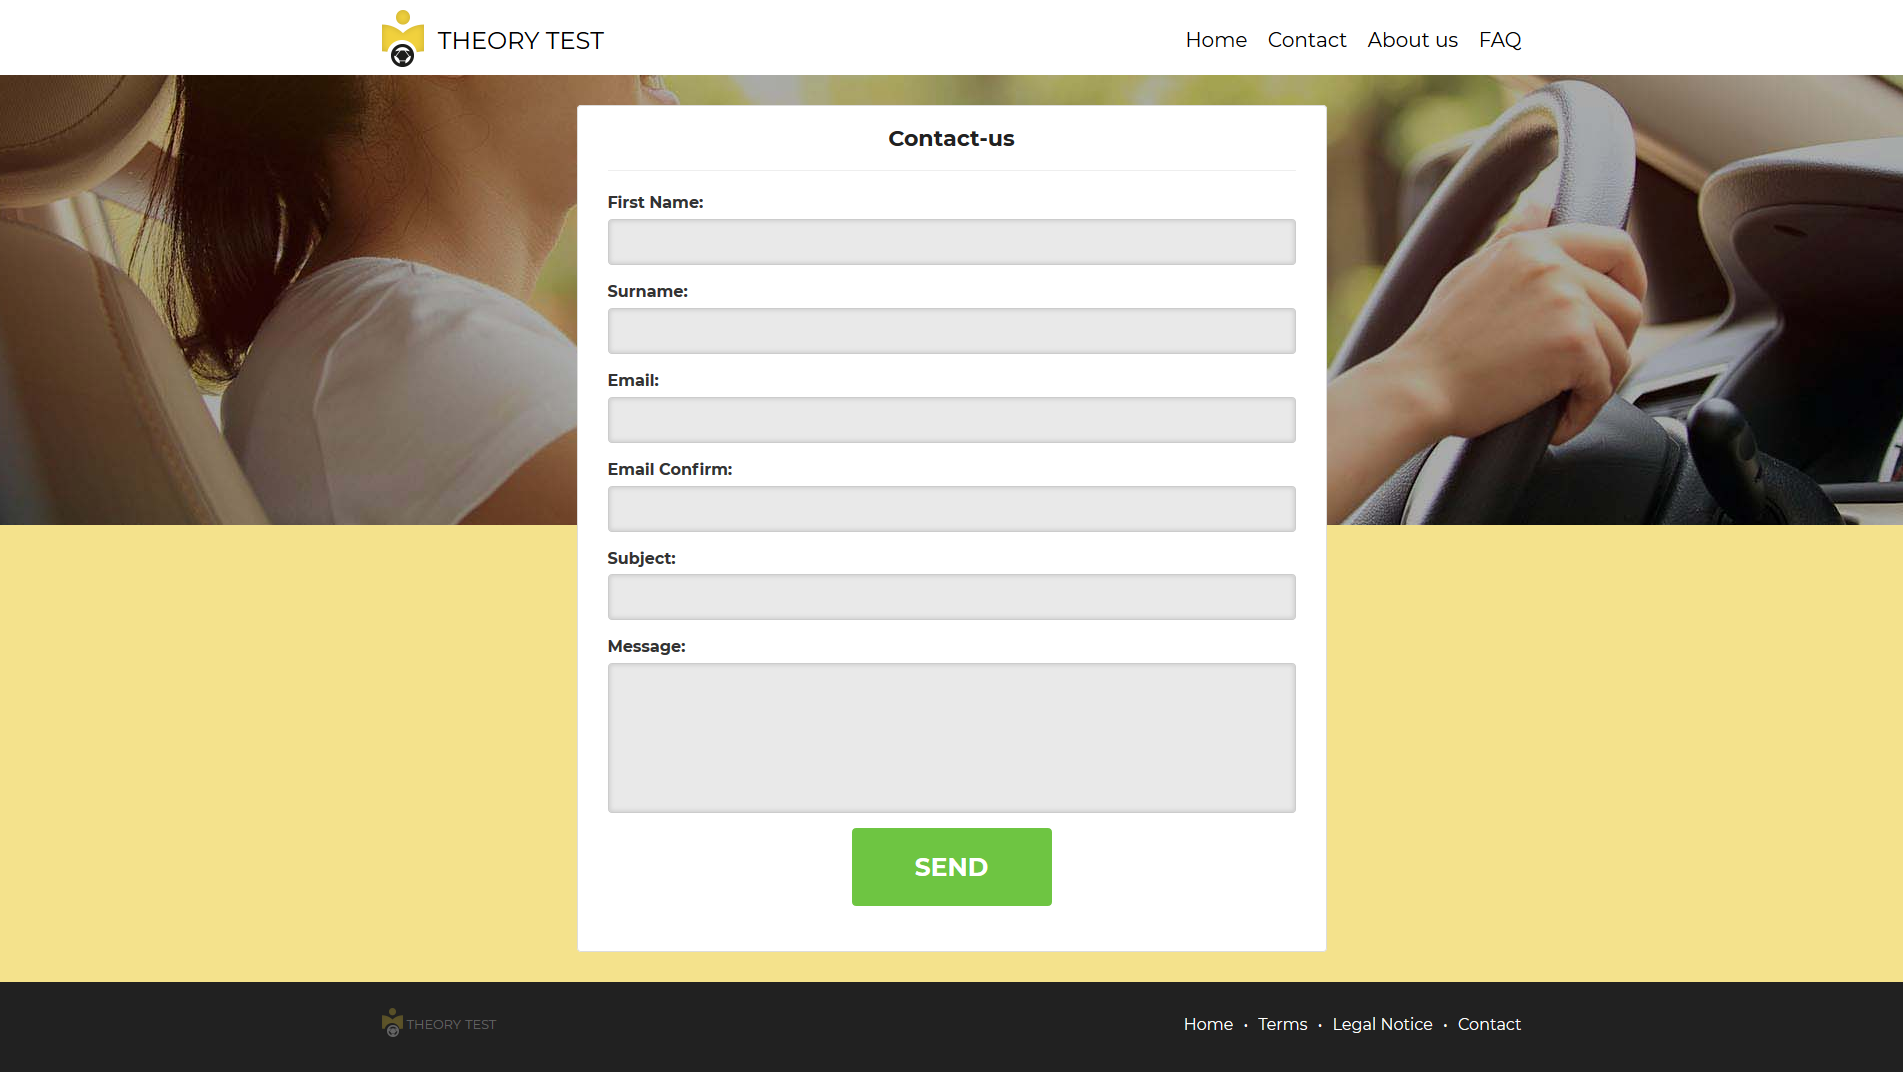 THEORY TEST
Home Contact About us FAQ
Contact-us
First Name:
Surname:
Email:
Email Confirm:
Subject:
Message:
SEND
THEORY TEST
Home • Terms • Legal Notice • Contact